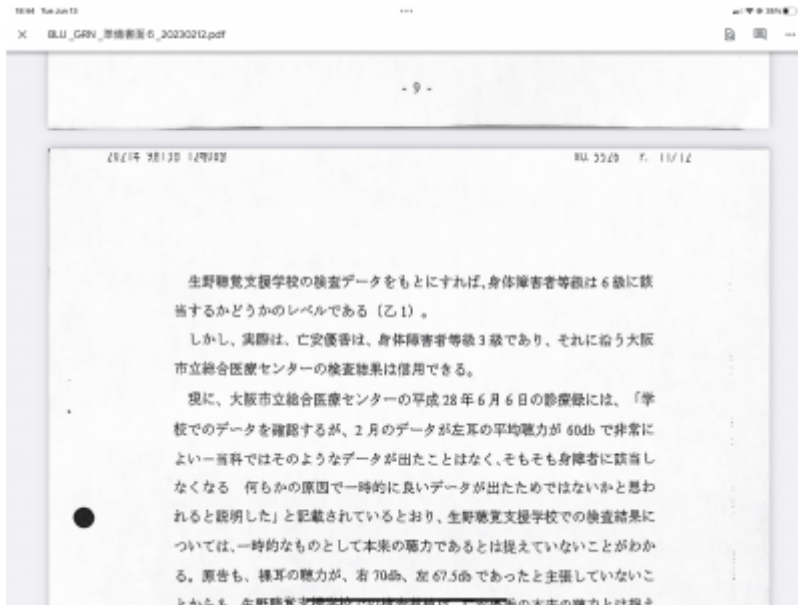 Tue Jun 13
BLU_GRN_準備書面6_20230212.pdf
- 9 -
生野聴覚支援学校の検査データをもとにすれば、身体障害者等級は6級に該
当するかどうかのレベルである（乙1）。
しかし、実際は、亡安優香は、身体障害者等級3級であり、それに沿う大阪
市立総合医療センターの検査結果は信用できる。
現に、大阪市立総合医療センターの平成28年6月6日の診療録には、「学
校でのデータを確認するが、2月のデータが左耳の平均聴力が60dbで非常に
よい－当科ではそのようなデータが出たことはなく、そもそも身障者に該当し
なくなる　何らかの原因で一時的に良いデータが出たためではないかと思わ
れると説明した」と記載されているとおり、生野聴覚支援学校での検査結果に
ついては、一時的なものとして本来の聴力であるとは捉えていないことがわか
る。原告も、裸耳の聴力が、右70db、左67.5dbであったと主張していないこ